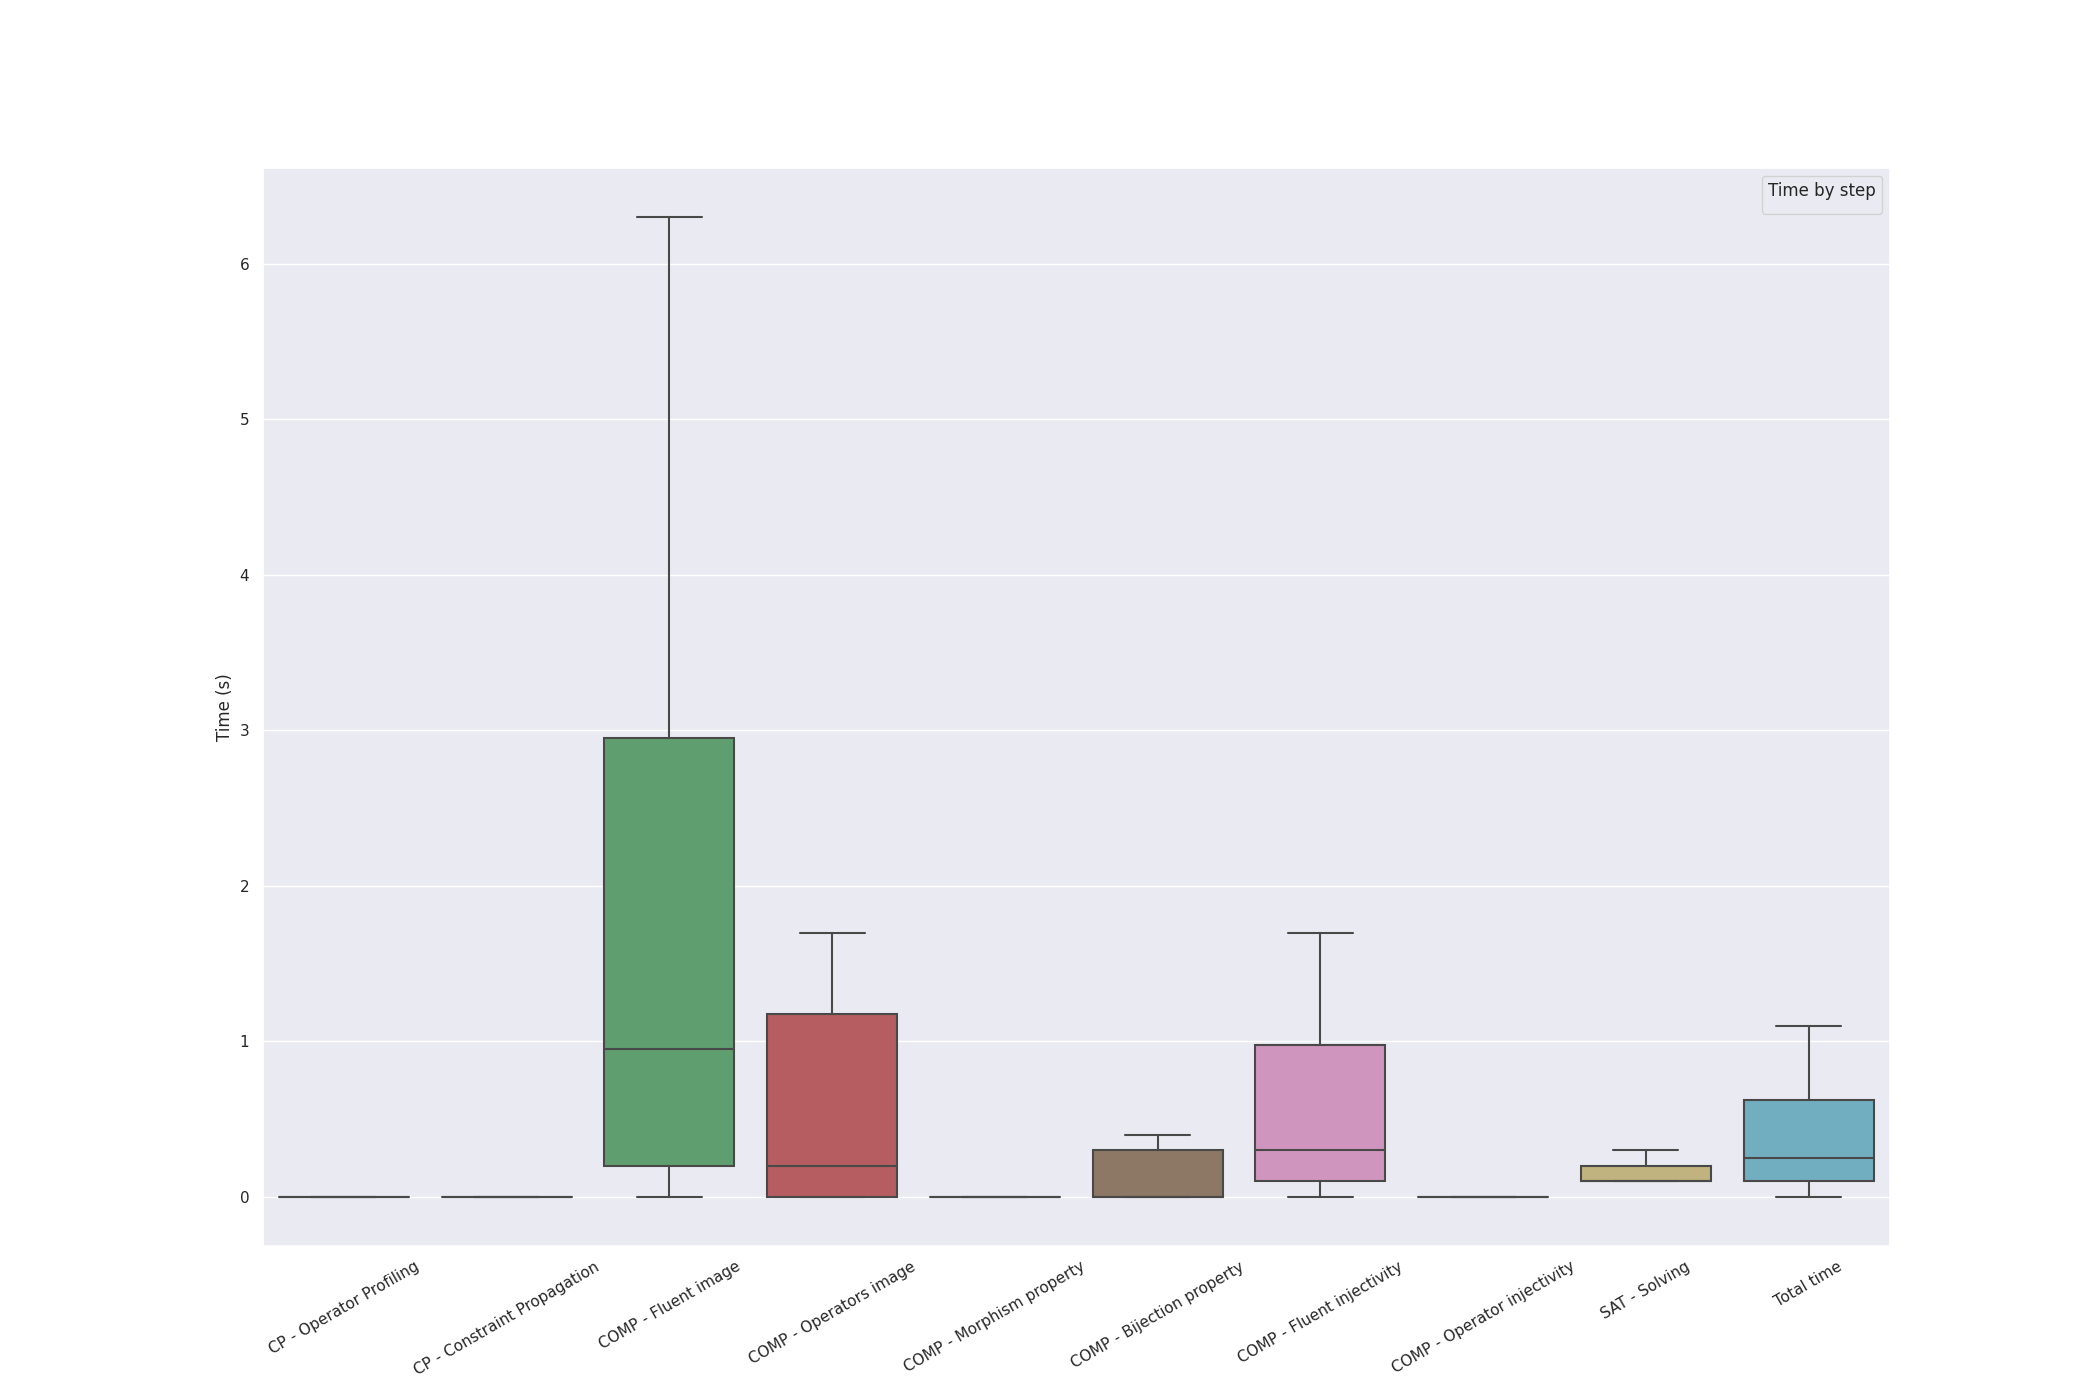 Time by step
6
5
4
3
2
1
0
Time (s)
CP - Operator Profiling
CP - Constraint Propagation
COMP - Fluent image
COMP - Operators image
COMP - Morphism property
COMP - Bijection property
COMP - Fluent injectivity
COMP - Operator injectivity
SAT - Solving
Total time